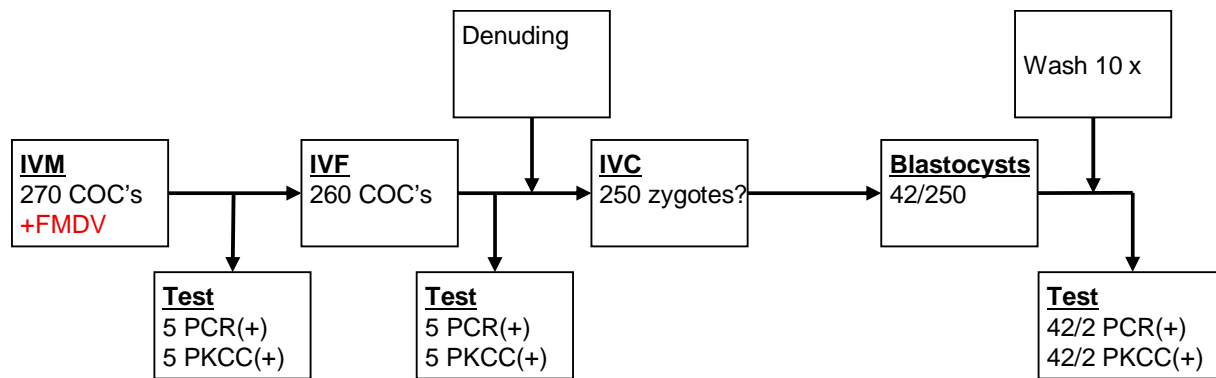 Denuding
Wash 10 x
IVM
270 COC's
+FMDV
IVF
260 COC's
IVC
250 zygotes?
Blastocysts
42/250
Test
5 PCR(+)
5 PKCC(+)
Test
5 PCR(+)
5 PKCC(+)
Test
42/2 PCR(+)
42/2 PKCC(+)